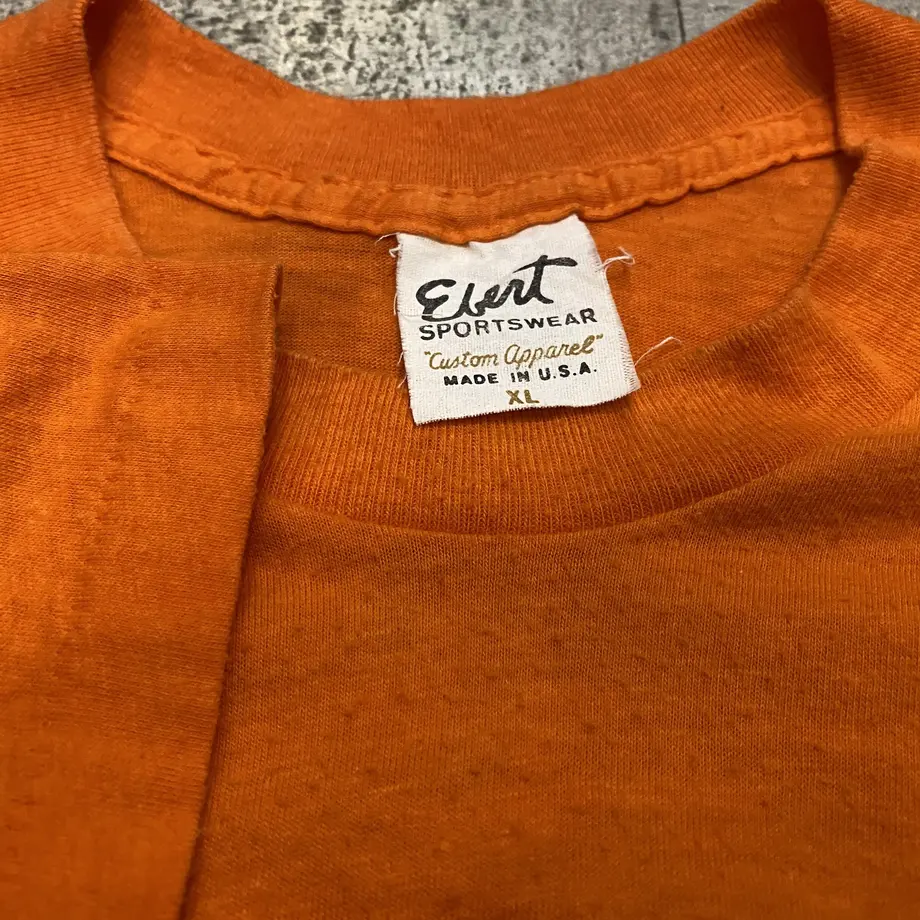 Ebert
SPORTSWEAR
"Custom Apparel"
MADE IN U.S.A.
XL